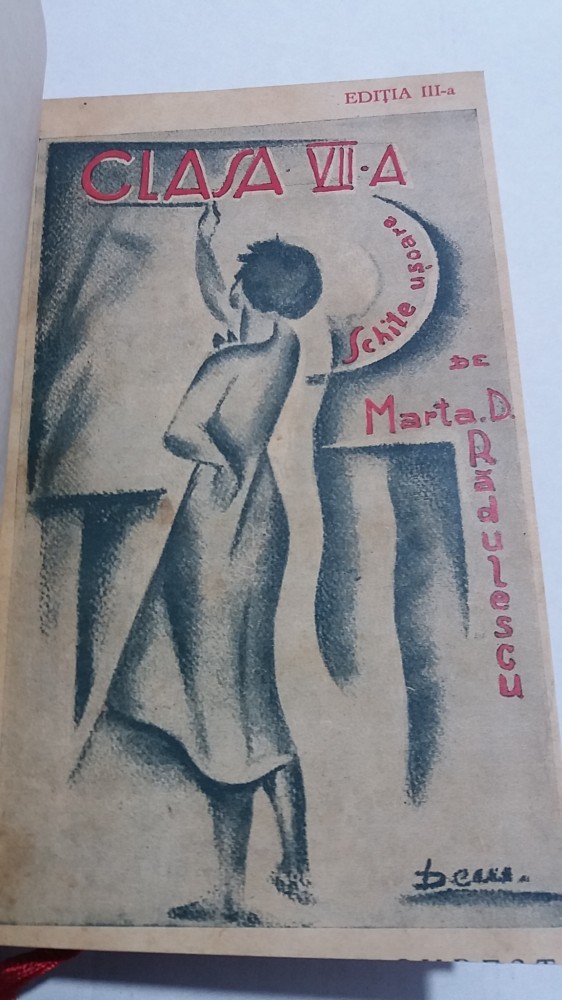 EDIȚIA III-a
CLASA VII-A
Schițe ușoare
DE
Marta. D.
Rădulescu